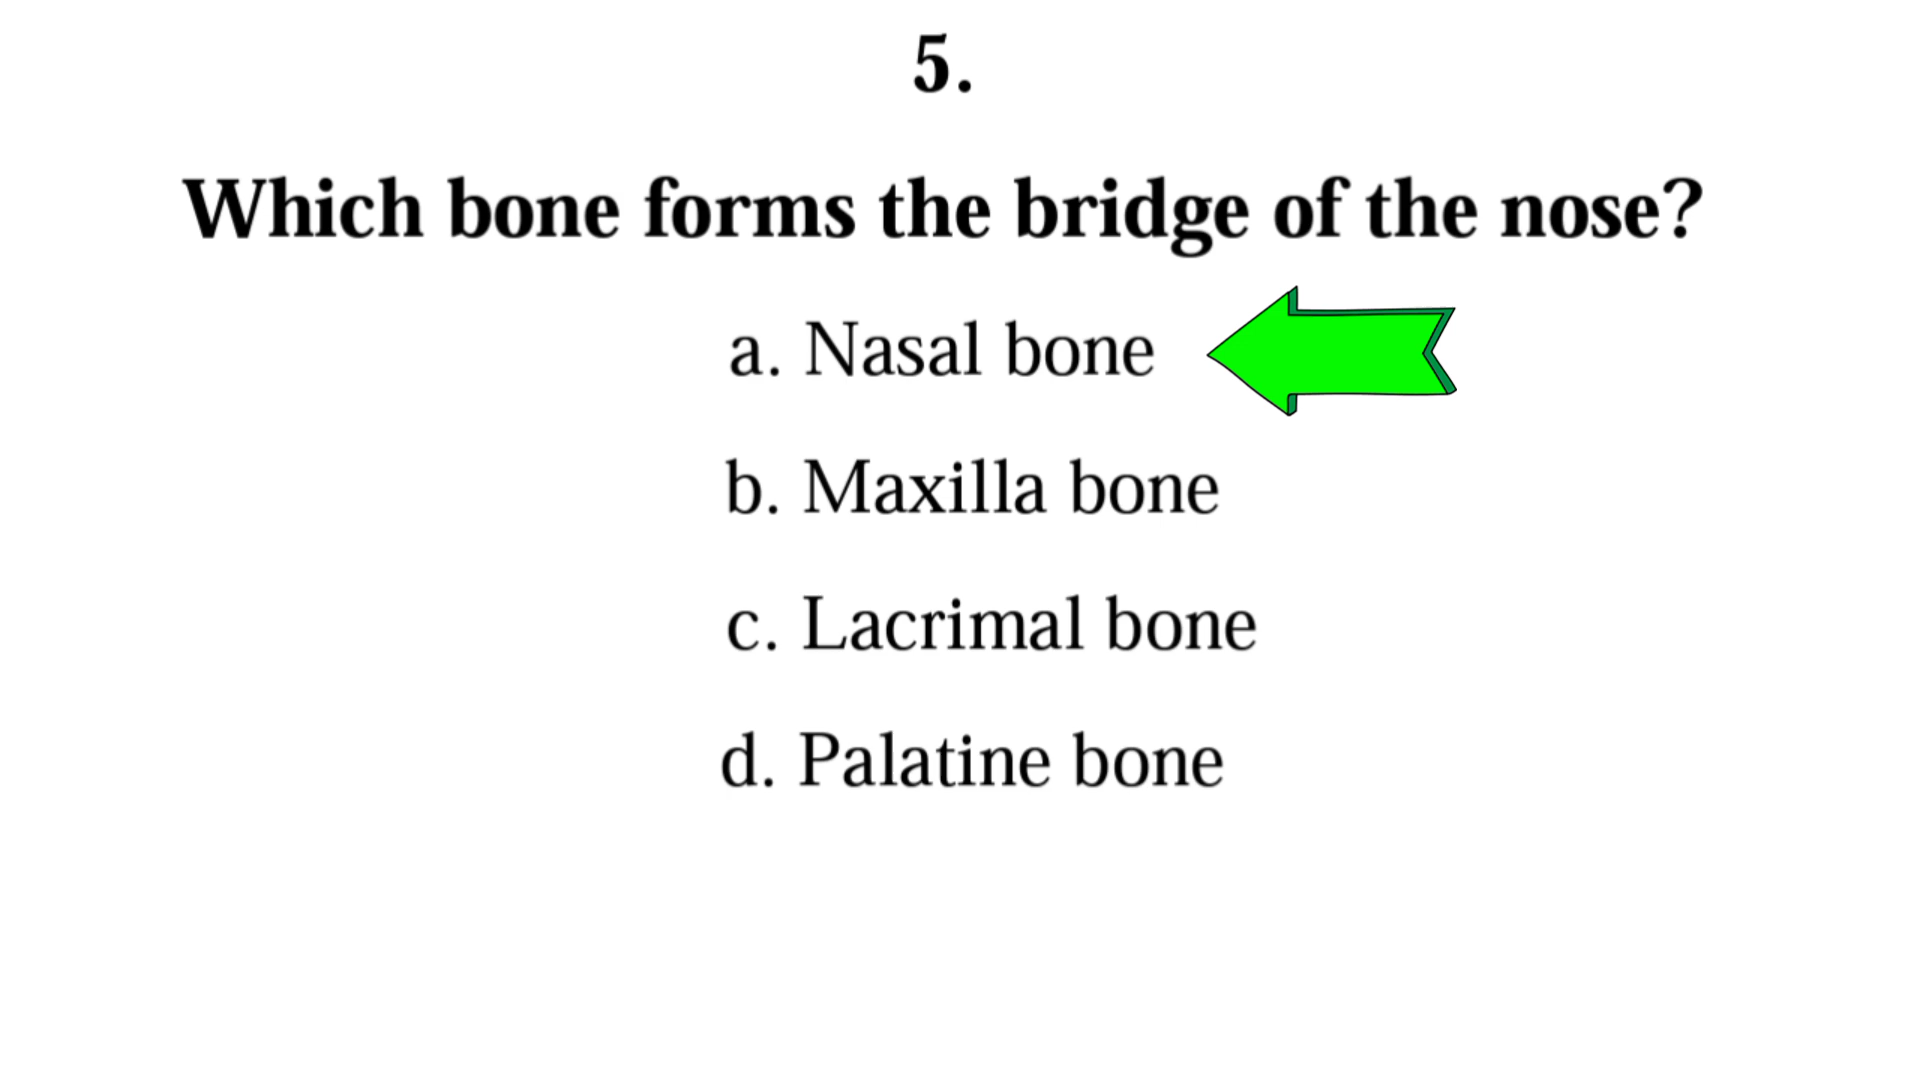 5.
Which bone forms the bridge of the nose?
a. Nasal bone
b. Maxilla bone
c. Lacrimal bone
d. Palatine bone